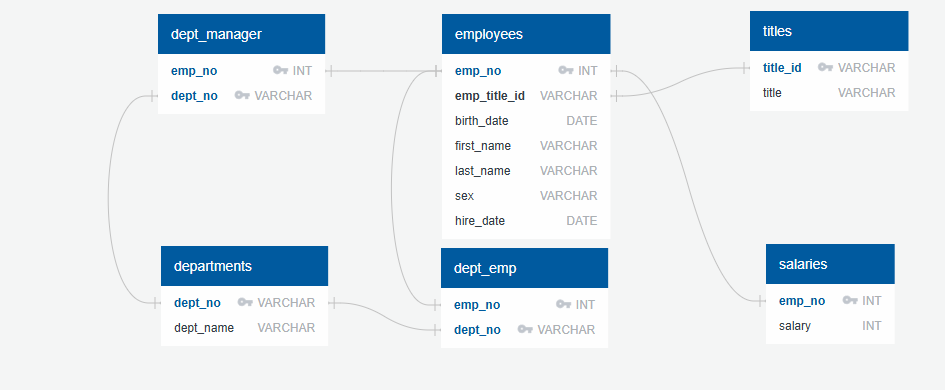 dept_manager
emp_no INT
dept_no VARCHAR
employees
emp_no INT
emp_title_id VARCHAR
birth_date DATE
first_name VARCHAR
last_name VARCHAR
sex VARCHAR
hire_date DATE
titles
title_id VARCHAR
title VARCHAR
departments
dept_no VARCHAR
dept_name VARCHAR
dept_emp
emp_no INT
dept_no VARCHAR
salaries
emp_no INT
salary INT